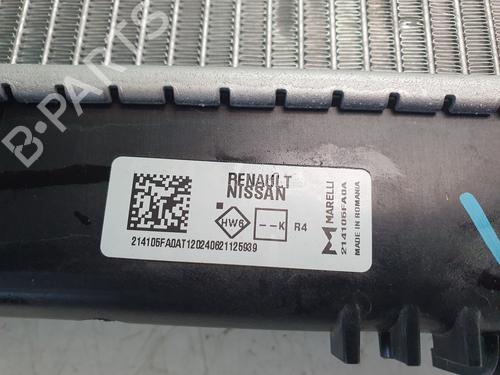 B-PARTS
RENAULT
NISSAN
HW6
--K
R4
214105FA0AT120240621125939
MARELLI
214105FA0A
MADE IN ROMANIA